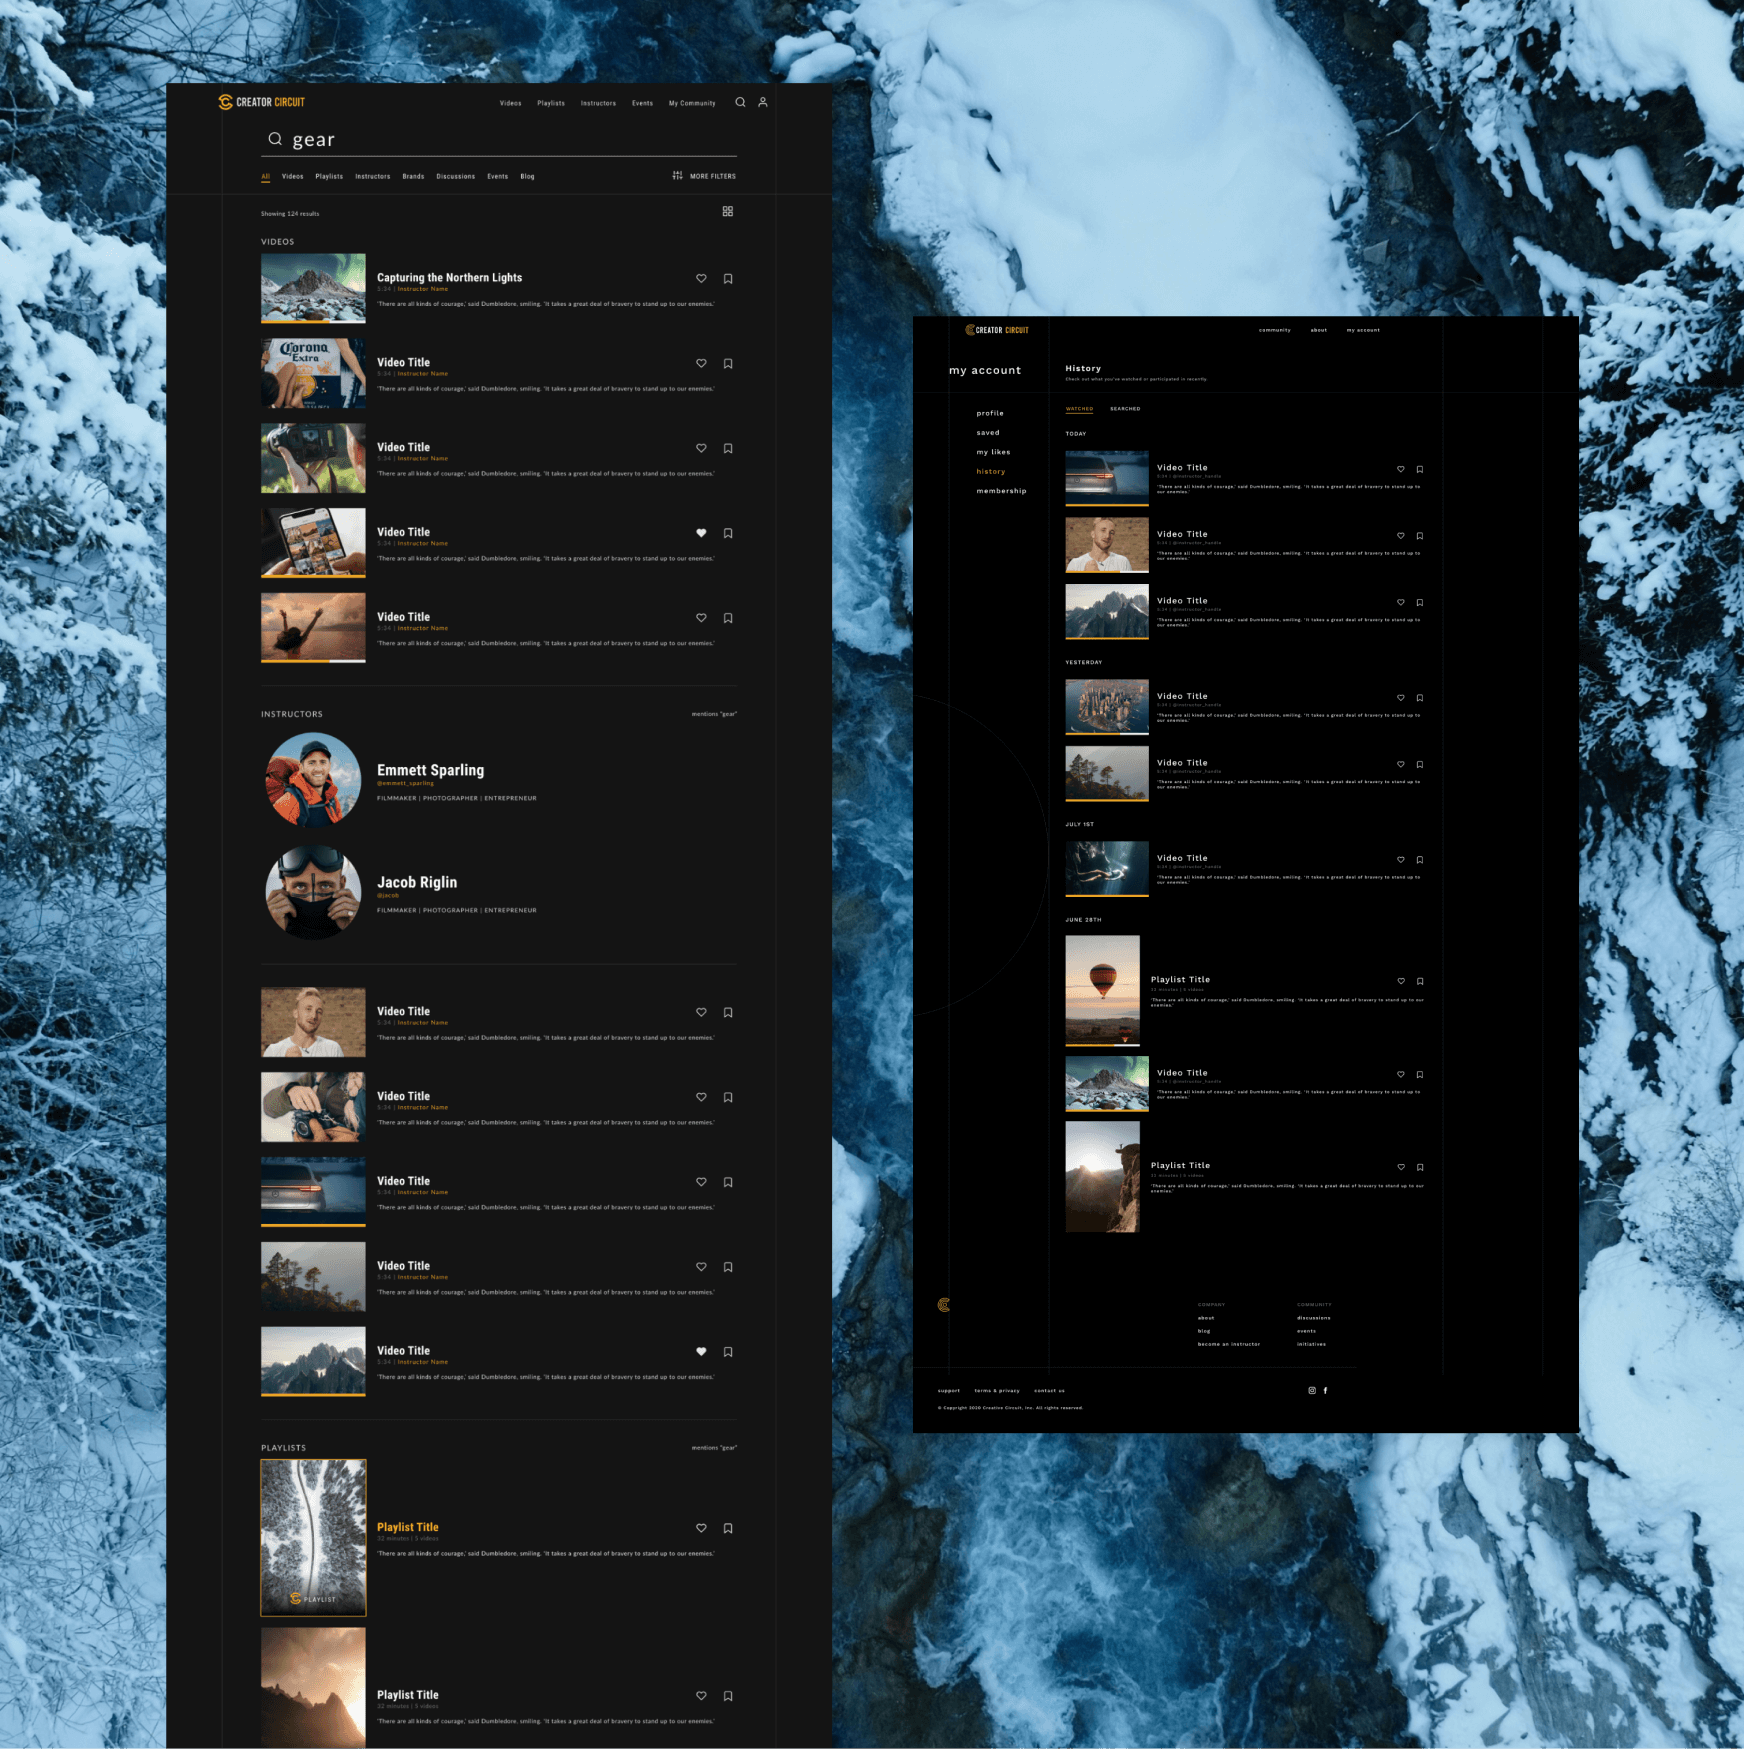 CREATOR CIRCUIT
Videos Playlists Instructors Events My Community
gear
All Videos Playlists Instructors Brands Discussions Events Blog MORE FILTERS
Showing 124 results
VIDEOS
Capturing the Northern Lights
5:34 | Instructor Name
'There are all kinds of courage,' said Dumbledore, smiling. 'It takes a great deal of bravery to stand up to our enemies.'
Corona
Extra
Video Title
5:34 | Instructor Name
'There are all kinds of courage,' said Dumbledore, smiling. 'It takes a great deal of bravery to stand up to our enemies.'
Video Title
5:34 | Instructor Name
'There are all kinds of courage,' said Dumbledore, smiling. 'It takes a great deal of bravery to stand up to our enemies.'
Video Title
5:34 | Instructor Name
'There are all kinds of courage,' said Dumbledore, smiling. 'It takes a great deal of bravery to stand up to our enemies.'
Video Title
5:34 | Instructor Name
'There are all kinds of courage,' said Dumbledore, smiling. 'It takes a great deal of bravery to stand up to our enemies.'
INSTRUCTORS mentions "gear"
Emmett Sparling
@emmett_sparling
FILMMAKER | PHOTOGRAPHER | ENTREPRENEUR
Jacob Riglin
@jacob
FILMMAKER | PHOTOGRAPHER | ENTREPRENEUR
Video Title
5:34 | Instructor Name
'There are all kinds of courage,' said Dumbledore, smiling. 'It takes a great deal of bravery to stand up to our enemies.'
Video Title
5:34 | Instructor Name
'There are all kinds of courage,' said Dumbledore, smiling. 'It takes a great deal of bravery to stand up to our enemies.'
Video Title
5:34 | Instructor Name
'There are all kinds of courage,' said Dumbledore, smiling. 'It takes a great deal of bravery to stand up to our enemies.'
Video Title
5:34 | Instructor Name
'There are all kinds of courage,' said Dumbledore, smiling. 'It takes a great deal of bravery to stand up to our enemies.'
Video Title
5:34 | Instructor Name
'There are all kinds of courage,' said Dumbledore, smiling. 'It takes a great deal of bravery to stand up to our enemies.'
PLAYLISTS mentions "gear"
PLAYLIST
Playlist Title
32 minutes | 5 videos
'There are all kinds of courage,' said Dumbledore, smiling. 'It takes a great deal of bravery to stand up to our enemies.'
Playlist Title
32 minutes | 5 videos
'There are all kinds of courage,' said Dumbledore, smiling. 'It takes a great deal of bravery to stand up to our enemies.'
CREATOR CIRCUIT
community about my account
my account
profile
saved
my likes
history
membership
History
Check out what you've watched or participated in recently.
WATCHED SEARCHED
TODAY
Video Title
5:34 | @instructor_handle
'There are all kinds of courage,' said Dumbledore, smiling. 'It takes a great deal of bravery to stand up to
our enemies.'
Video Title
5:34 | @instructor_handle
'There are all kinds of courage,' said Dumbledore, smiling. 'It takes a great deal of bravery to stand up to
our enemies.'
Video Title
5:34 | @instructor_handle
'There are all kinds of courage,' said Dumbledore, smiling. 'It takes a great deal of bravery to stand up to
our enemies.'
YESTERDAY
Video Title
5:34 | @instructor_handle
'There are all kinds of courage,' said Dumbledore, smiling. 'It takes a great deal of bravery to stand up to
our enemies.'
Video Title
5:34 | @instructor_handle
'There are all kinds of courage,' said Dumbledore, smiling. 'It takes a great deal of bravery to stand up to
our enemies.'
JULY 1ST
Video Title
5:34 | @instructor_handle
'There are all kinds of courage,' said Dumbledore, smiling. 'It takes a great deal of bravery to stand up to
our enemies.'
JUNE 28TH
Playlist Title
32 minutes | 5 videos
'There are all kinds of courage,' said Dumbledore, smiling. 'It takes a great deal of bravery to stand up to our
enemies.'
Video Title
5:34 | @instructor_handle
'There are all kinds of courage,' said Dumbledore, smiling. 'It takes a great deal of bravery to stand up to
our enemies.'
Playlist Title
32 minutes | 5 videos
'There are all kinds of courage,' said Dumbledore, smiling. 'It takes a great deal of bravery to stand up to our
enemies.'
COMPANY
about
blog
become an instructor
COMMUNITY
discussions
events
initiatives
support terms & privacy contact us
© Copyright 2020 Creative Circuit, Inc. All rights reserved.